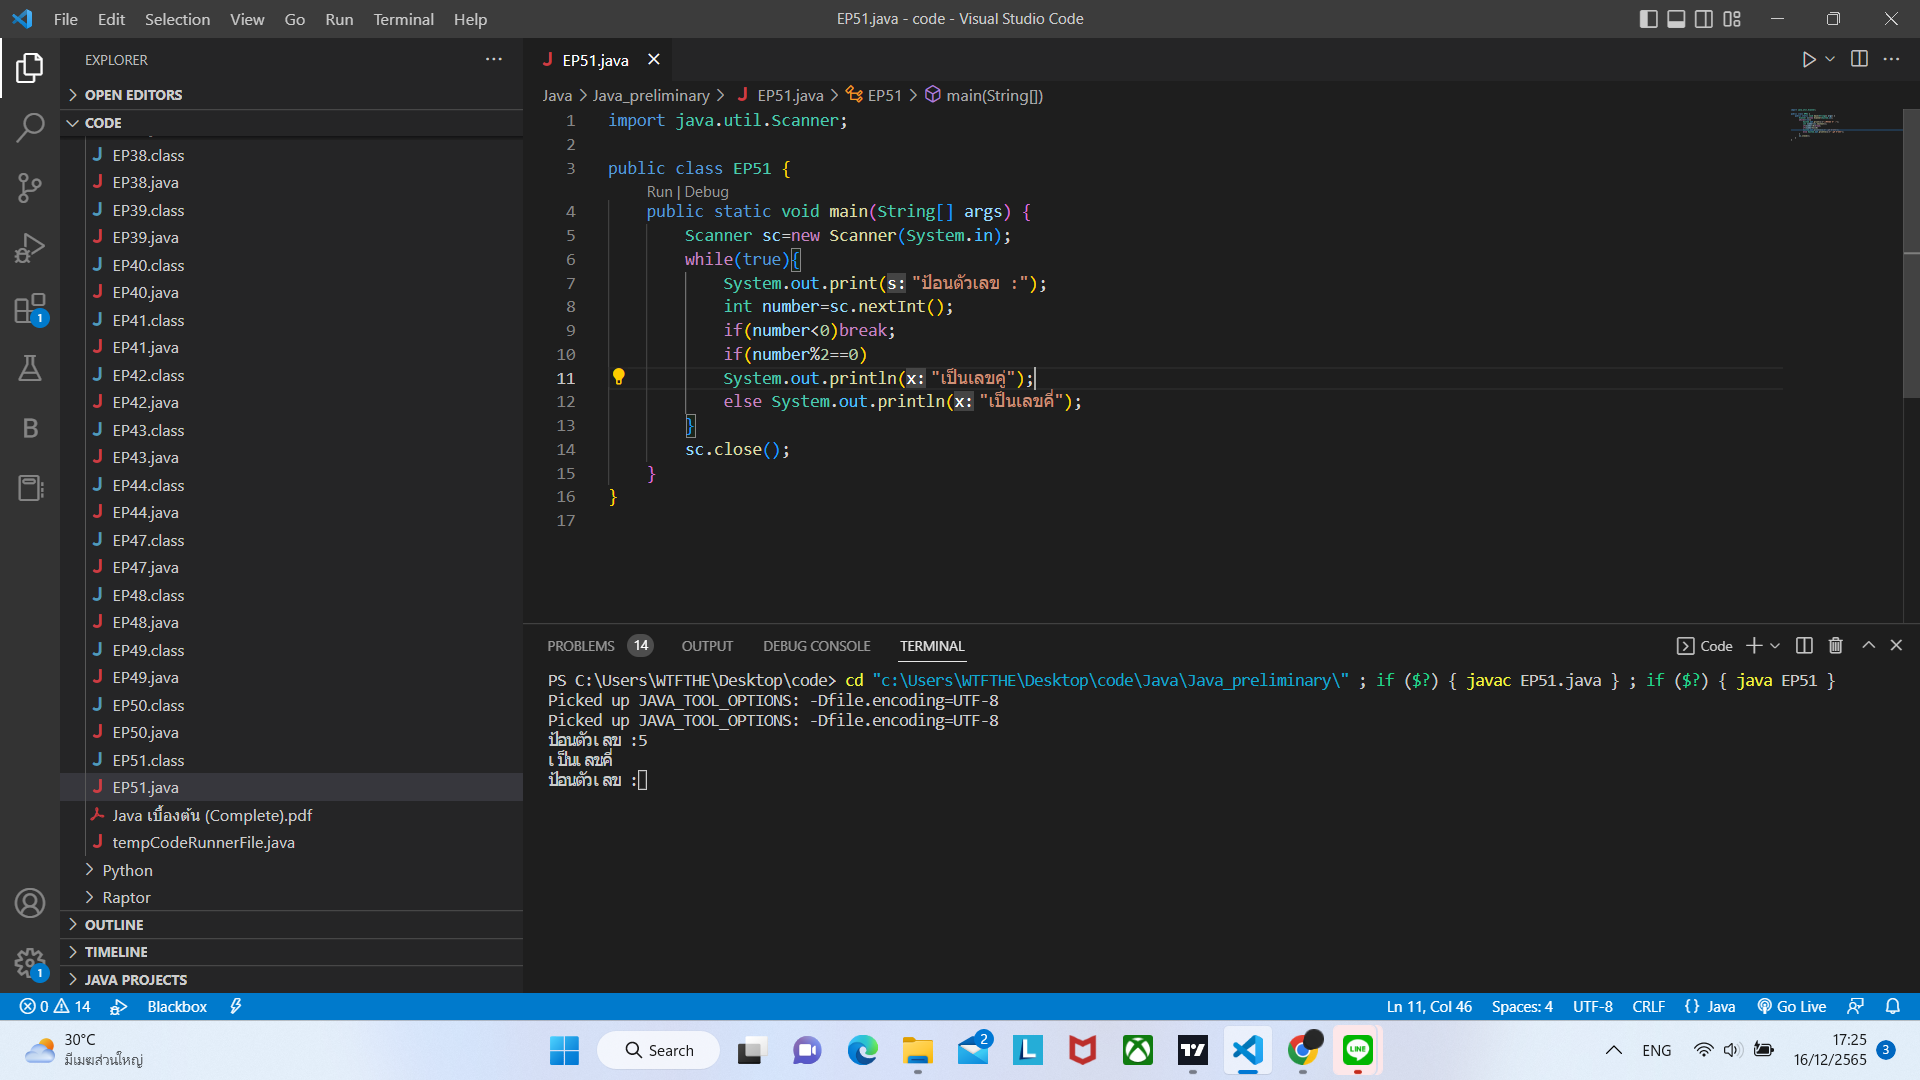 File Edit Selection View Go Run Terminal Help
EP51.java - code - Visual Studio Code
EXPLORER
OPEN EDITORS
CODE
EP38.class
EP38.java
EP39.class
EP39.java
EP40.class
EP40.java
EP41.class
EP41.java
EP42.class
EP42.java
EP43.class
EP43.java
EP44.class
EP44.java
EP47.class
EP47.java
EP48.class
EP48.java
EP49.class
EP49.java
EP50.class
EP50.java
EP51.class
EP51.java
Java เบื้องต้น (Complete).pdf
tempCodeRunnerFile.java
Python
Raptor
OUTLINE
TIMELINE
JAVA PROJECTS
EP51.java
Java > Java_preliminary > EP51.java > EP51 > main(String[])
1 import java.util.Scanner;
2
3 public class EP51 {
Run | Debug
4 public static void main(String[] args) {
5 Scanner sc=new Scanner(System.in);
6 while(true){
7 System.out.print(s: "ป้อนตัวเลข :");
8 int number=sc.nextInt();
9 if(number<0)break;
10 if(number%2==0)
11 System.out.println(x: "เป็นเลขคู่");
12 else System.out.println(x: "เป็นเลขคี่");
13 }
14 sc.close();
15 }
16 }
17
PROBLEMS 14 OUTPUT DEBUG CONSOLE TERMINAL
Code
PS C:\Users\WTFTHE\Desktop\code> cd "c:\Users\WTFTHE\Desktop\code\Java\Java_preliminary\" ; if ($?) { javac EP51.java } ; if ($?) { java EP51 }
Picked up JAVA_TOOL_OPTIONS: -Dfile.encoding=UTF-8
Picked up JAVA_TOOL_OPTIONS: -Dfile.encoding=UTF-8
ป้อนตัวเลข :5
เป็นเลขคี่
ป้อนตัวเลข :
0 14 Blackbox
Ln 11, Col 46 Spaces: 4 UTF-8 CRLF {} Java Go Live
30°C
มีเมฆส่วนใหญ่
Search
2
ENG
17:25
16/12/2565
3